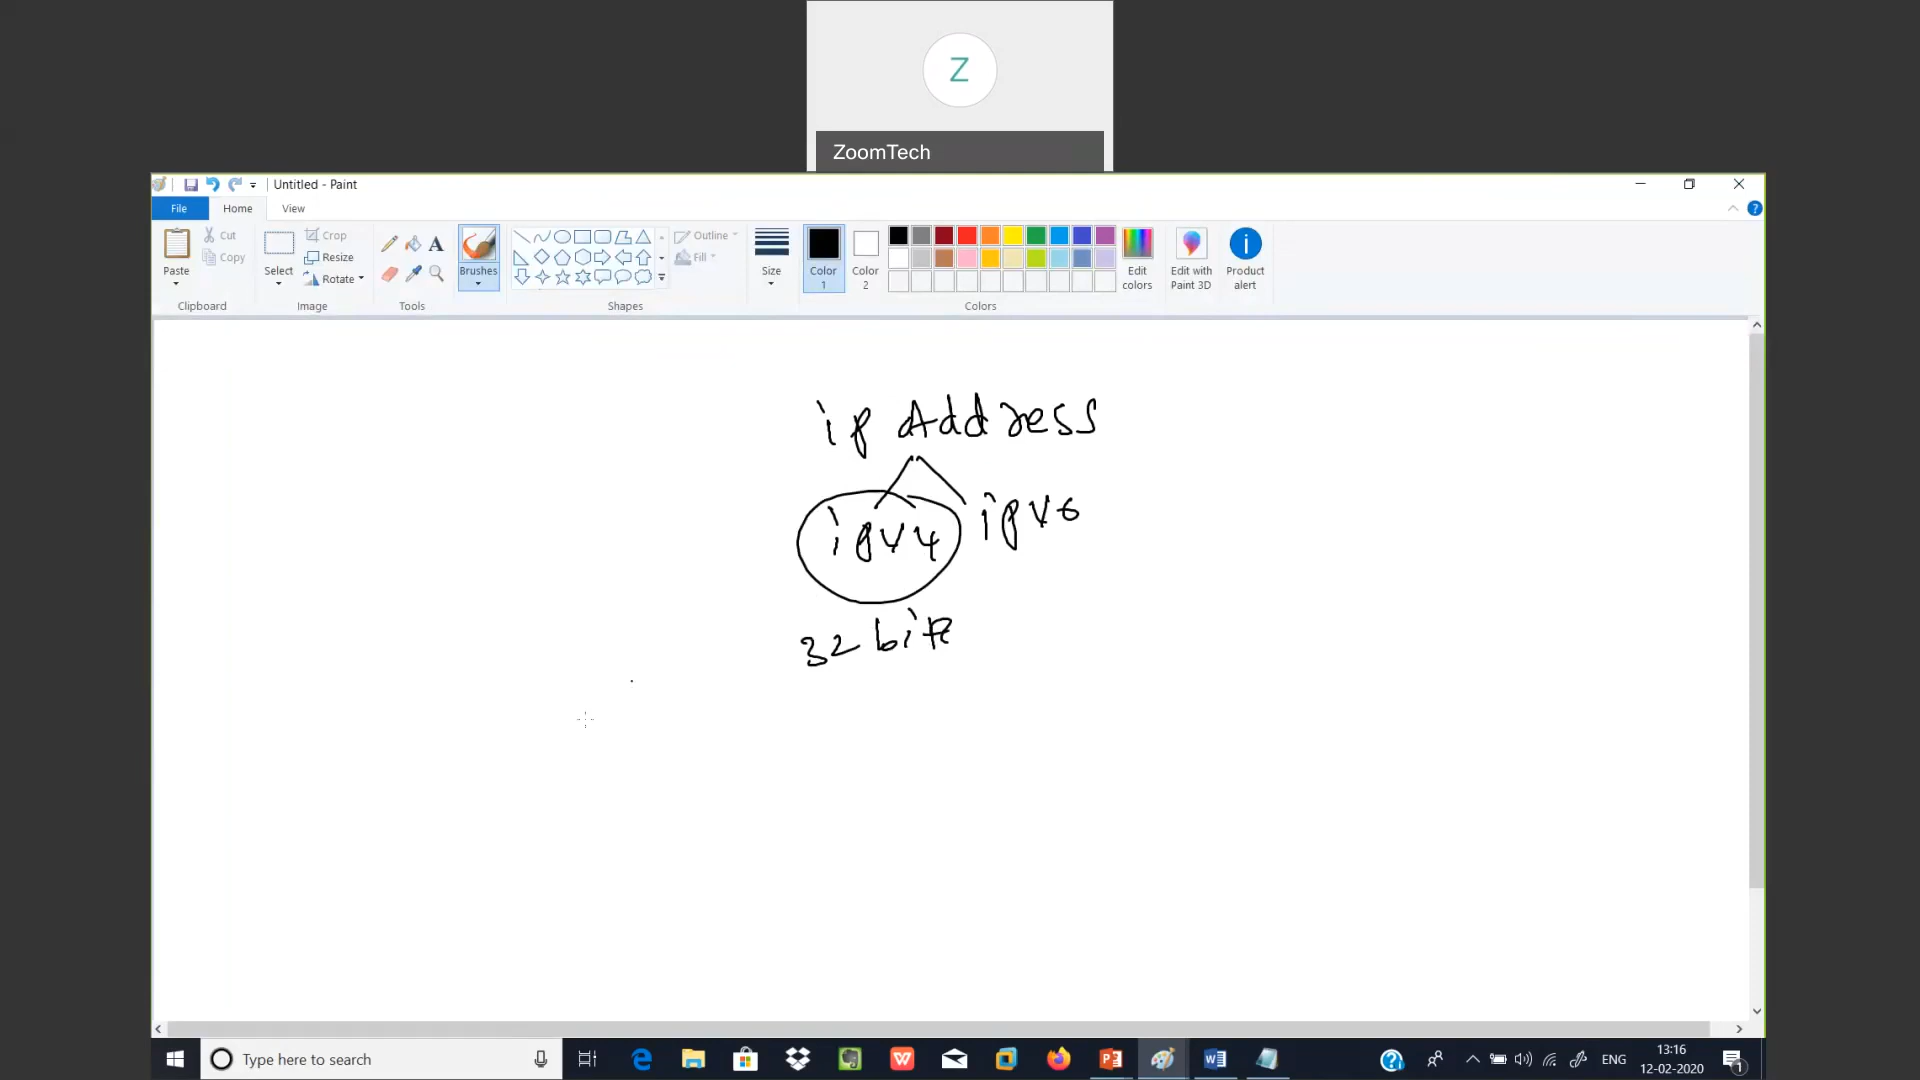 Z
ZoomTech
Untitled - Paint
File Home View
Paste Cut Copy Select Crop Resize Rotate Brushes Outline Fill Size Color 1 Color 2 Edit colors Edit with Paint 3D Product alert
Clipboard Image Tools Shapes Colors
ip Address
ipv4 ipv6
32 bit
Type here to search
ENG 13:16
12-02-2020
1